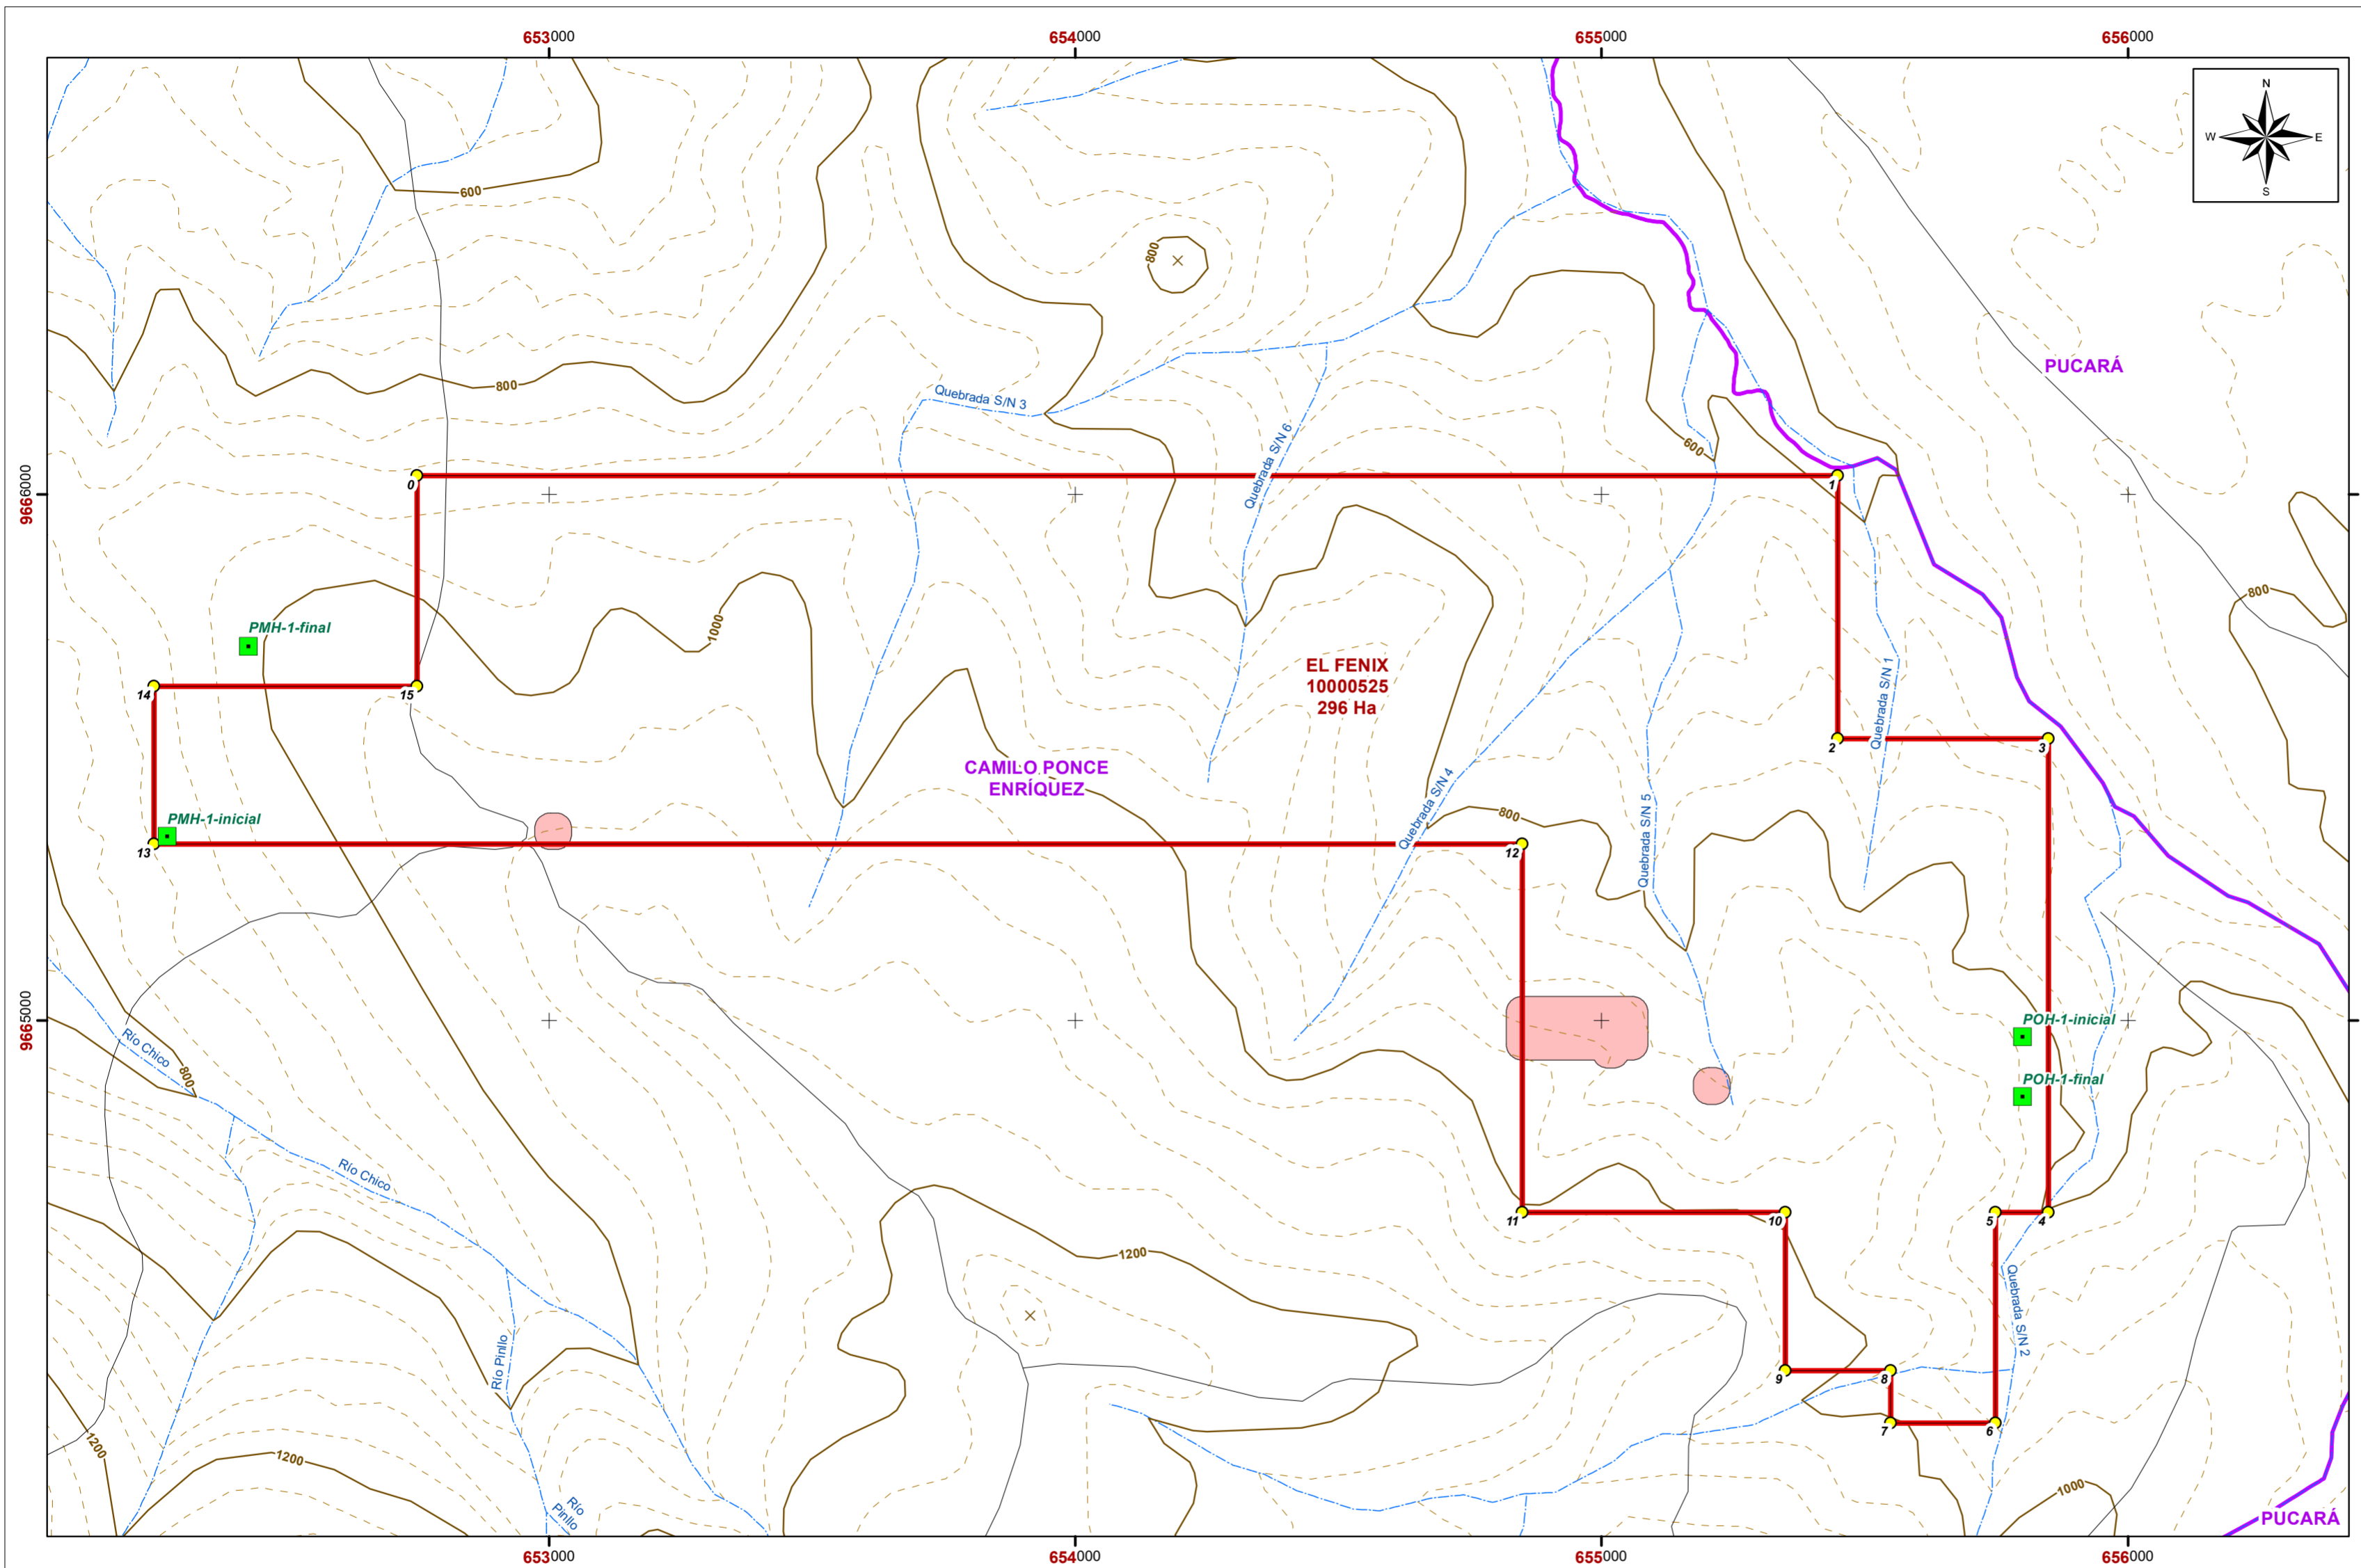 653000
654000
655000
656000
N
W
E
S
600
800
PUCARÁ
800
Quebrada S/N 3
Quebrada S/N 6
600
9666000
0
1
800
PMH-1-final
1000
EL FENIX
10000525
296 Ha
14
15
Quebrada S/N 1
2
3
CAMILO PONCE
ENRÍQUEZ
Quebrada S/N 4
Quebrada S/N 5
800
PMH-1-inicial
13
12
9665000
POH-1-inicial
Río Chico
800
POH-1-final
Río Chico
11
10
5
4
1200
Quebrada S/N 2
Río Pinllo
9
8
7
6
1200
1200
1000
Río
Pinllo
PUCARÁ
653000
654000
655000
656000